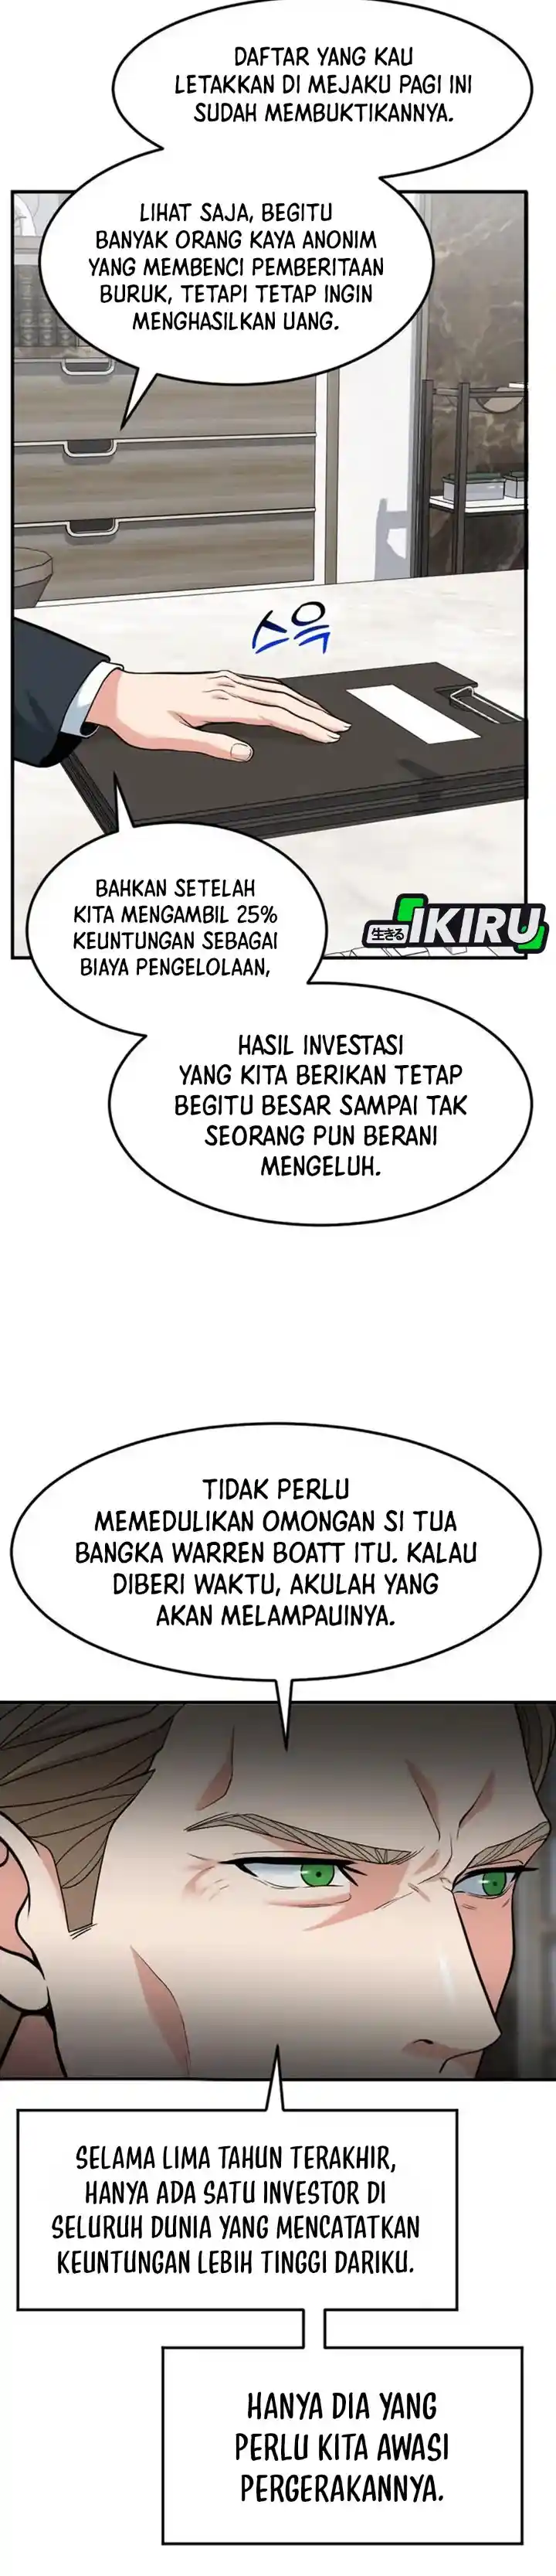 DAFTAR YANG KAU
LETAKKAN DI MEJAKU PAGI INI
SUDAH MEMBUKTIKANNYA.
LIHAT SAJA, BEGITU
BANYAK ORANG KAYA ANONIM
YANG MEMBENCI PEMBERITAAN
BURUK, TETAPI TETAP INGIN
MENGHASILKAN UANG.
스윽
BAHKAN SETELAH
KITA MENGAMBIL 25%
KEUNTUNGAN SEBAGAI
BIAYA PENGELOLAAN,
生きる IKIRU
HASIL INVESTASI
YANG KITA BERIKAN TETAP
BEGITU BESAR SAMPAI TAK
SEORANG PUN BERANI
MENGELUH.
TIDAK PERLU
MEMEDULIKAN OMONGAN SI TUA
BANGKA WARREN BOATT ITU. KALAU
DIBERI WAKTU, AKULAH YANG
AKAN MELAMPAUINYA.
SELAMA LIMA TAHUN TERAKHIR,
HANYA ADA SATU INVESTOR DI
SELURUH DUNIA YANG MENCATATKAN
KEUNTUNGAN LEBIH TINGGI DARIKU.
HANYA DIA YANG
PERLU KITA AWASI
PERGERAKANNYA.